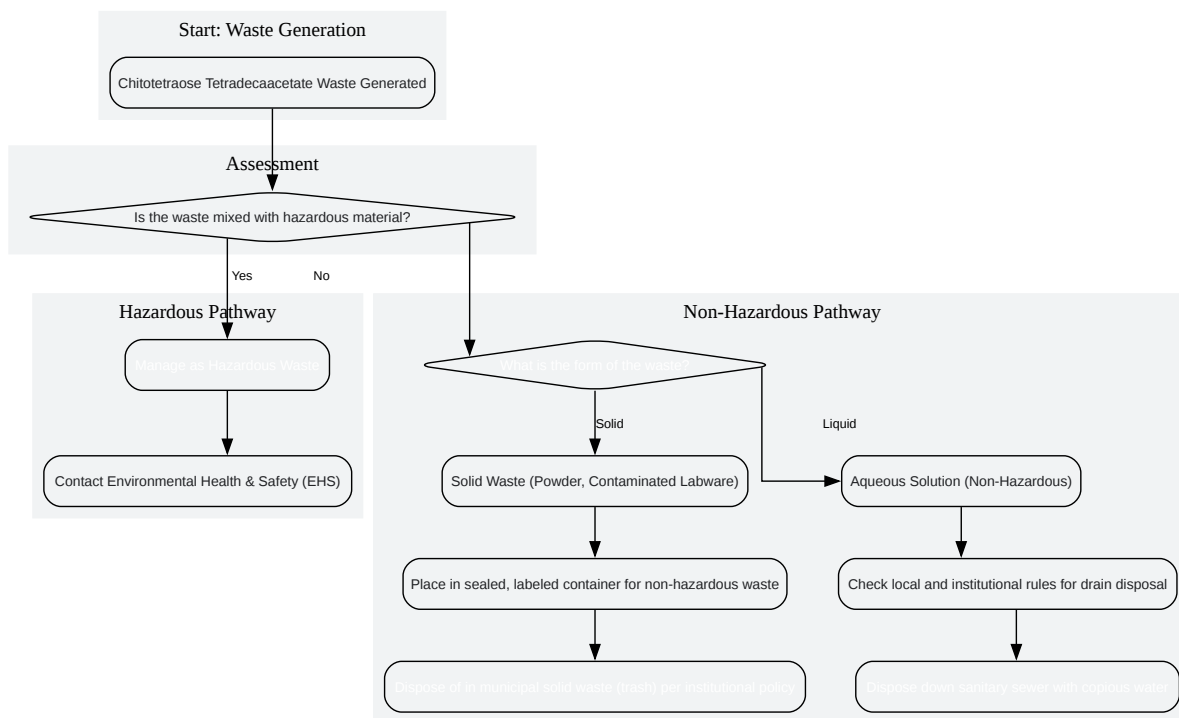 Start: Waste Generation
Chitotetraose Tetradecaacetate Waste Generated
Assessment
Is the waste mixed with hazardous material?
Yes
No
Hazardous Pathway
Non-Hazardous Pathway
Manage as Hazardous Waste
What is the form of the waste?
Solid
Liquid
Contact Environmental Health & Safety (EHS)
Solid Waste (Powder, Contaminated Labware)
Aqueous Solution (Non-Hazardous)
Place in sealed, labeled container for non-hazardous waste
Check local and institutional rules for drain disposal
Dispose of in municipal solid waste (trash) per institutional policy
Dispose down sanitary sewer with copious water